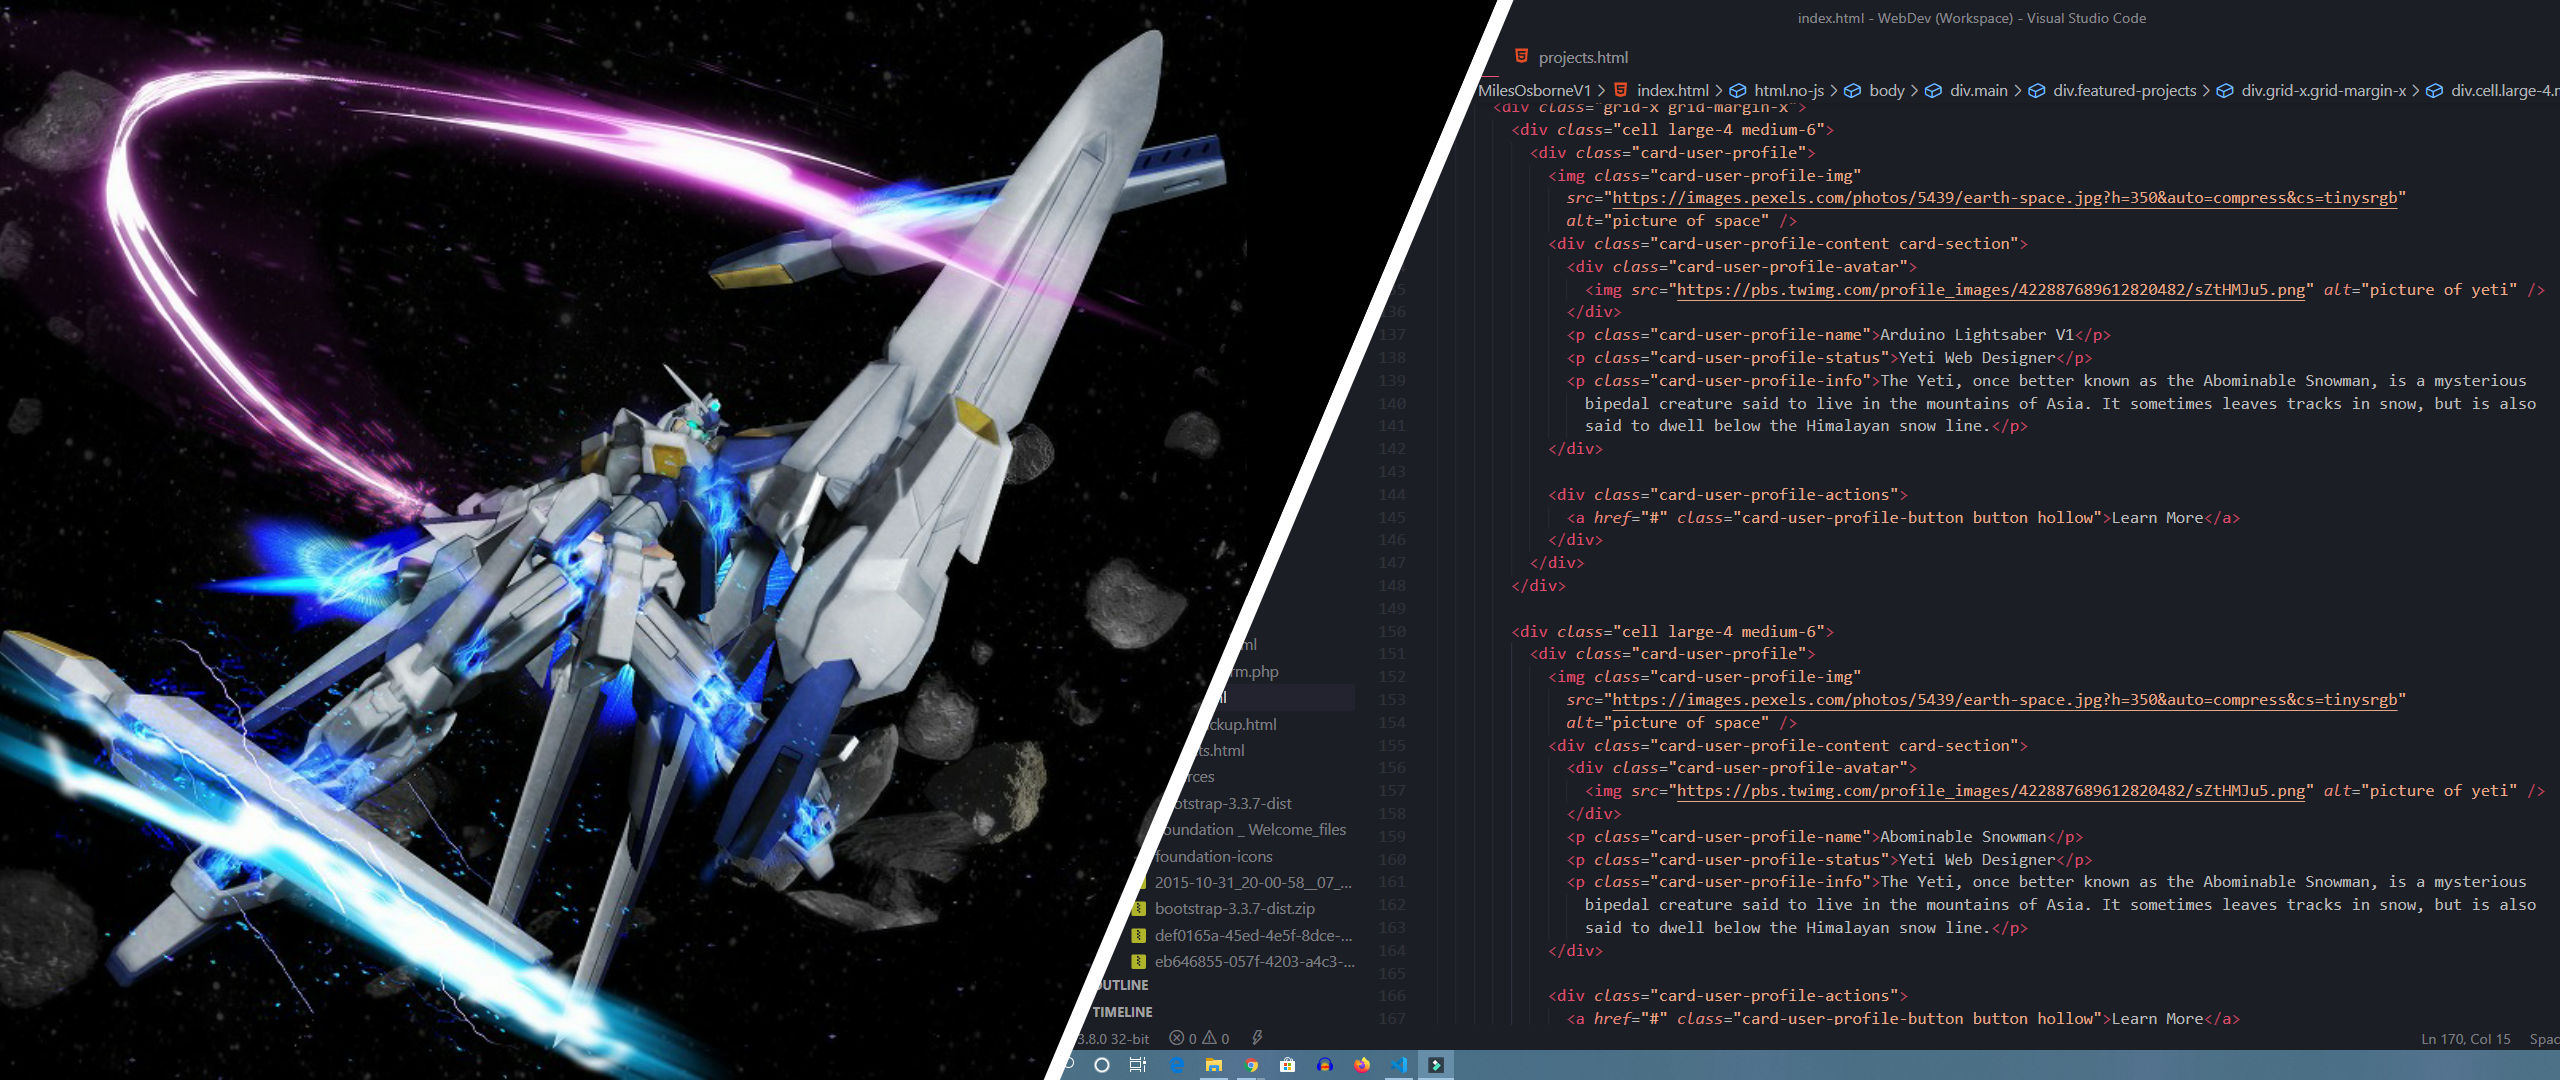 index.html - WebDev (Workspace) - Visual Studio Code
projects.html
MilesOsborneV1 > index.html > html.no-js > body > div.main > div.featured-projects > div.grid-x.grid-margin-x > div.cell.large-4.m
<div class="grid-x grid-margin-x">
<div class="cell large-4 medium-6">
<div class="card-user-profile">
<img class="card-user-profile-img"
src="https://images.pexels.com/photos/5439/earth-space.jpg?h=350&auto=compress&cs=tinysrgb"
alt="picture of space" />
<div class="card-user-profile-content card-section">
<div class="card-user-profile-avatar">
<img src="https://pbs.twimg.com/profile_images/422887689612820482/sZtHMJu5.png" alt="picture of yeti" />
36 </div>
137 <p class="card-user-profile-name">Arduino Lightsaber V1</p>
138 <p class="card-user-profile-status">Yeti Web Designer</p>
139 <p class="card-user-profile-info">The Yeti, once better known as the Abominable Snowman, is a mysterious
140 bipedal creature said to live in the mountains of Asia. It sometimes leaves tracks in snow, but is also
141 said to dwell below the Himalayan snow line.</p>
142 </div>
143
144 <div class="card-user-profile-actions">
145 <a href="#" class="card-user-profile-button button hollow">Learn More</a>
146 </div>
147 </div>
148 </div>
149
150 <div class="cell large-4 medium-6">
151 <div class="card-user-profile">
152 <img class="card-user-profile-img"
153 src="https://images.pexels.com/photos/5439/earth-space.jpg?h=350&auto=compress&cs=tinysrgb"
154 alt="picture of space" />
155 <div class="card-user-profile-content card-section">
156 <div class="card-user-profile-avatar">
157 <img src="https://pbs.twimg.com/profile_images/422887689612820482/sZtHMJu5.png" alt="picture of yeti" />
158 </div>
159 <p class="card-user-profile-name">Abominable Snowman</p>
160 <p class="card-user-profile-status">Yeti Web Designer</p>
161 <p class="card-user-profile-info">The Yeti, once better known as the Abominable Snowman, is a mysterious
162 bipedal creature said to live in the mountains of Asia. It sometimes leaves tracks in snow, but is also
163 said to dwell below the Himalayan snow line.</p>
164 </div>
165
166 <div class="card-user-profile-actions">
167 <a href="#" class="card-user-profile-button button hollow">Learn More</a>
ml
rm.php
ckup.html
ts.html
rces
otstrap-3.3.7-dist
oundation _ Welcome_files
foundation-icons
2015-10-31_20-00-58__07_...
bootstrap-3.3.7-dist.zip
def0165a-45ed-4e5f-8dce-...
eb646855-057f-4203-a4c3-...
OUTLINE
TIMELINE
3.8.0 32-bit 0 0
Ln 170, Col 15 Spac